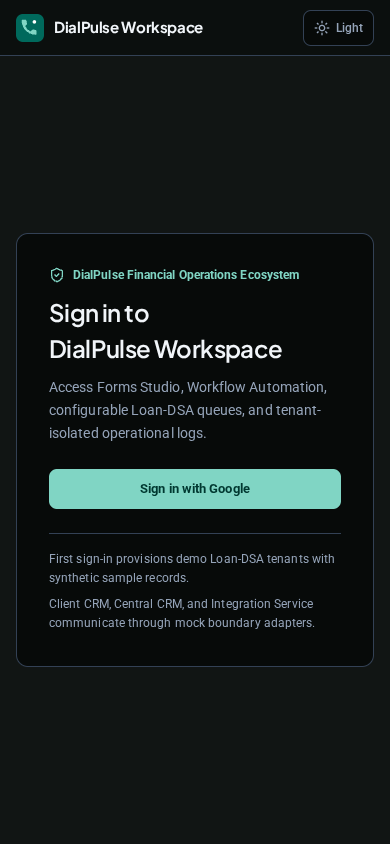 DialPulse Workspace
Light
DialPulse Financial Operations Ecosystem
Sign in to
DialPulse Workspace
Access Forms Studio, Workflow Automation,
configurable Loan-DSA queues, and tenant-
isolated operational logs.
Sign in with Google
First sign-in provisions demo Loan-DSA tenants with
synthetic sample records.
Client CRM, Central CRM, and Integration Service
communicate through mock boundary adapters.